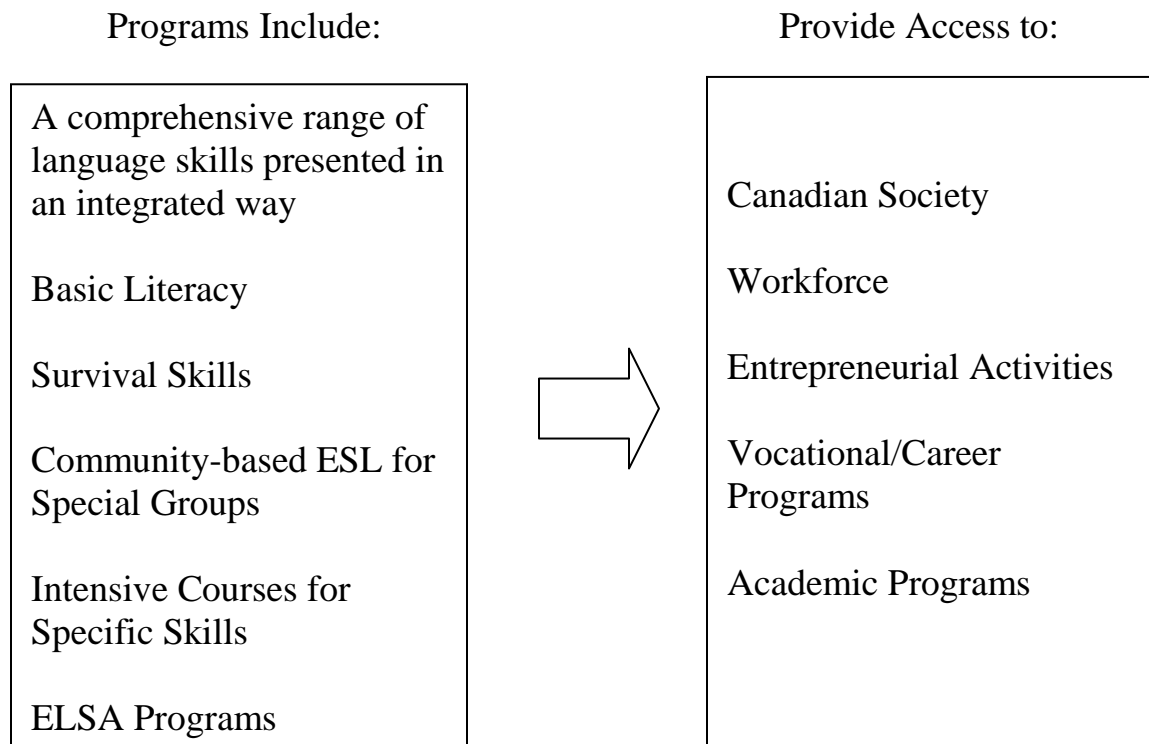 Programs Include:
A comprehensive range of
language skills presented in
an integrated way
Basic Literacy
Survival Skills
Community-based ESL for
Special Groups
Intensive Courses for
Specific Skills
ELSA Programs
Provide Access to:
Canadian Society
Workforce
Entrepreneurial Activities
Vocational/Career
Programs
Academic Programs